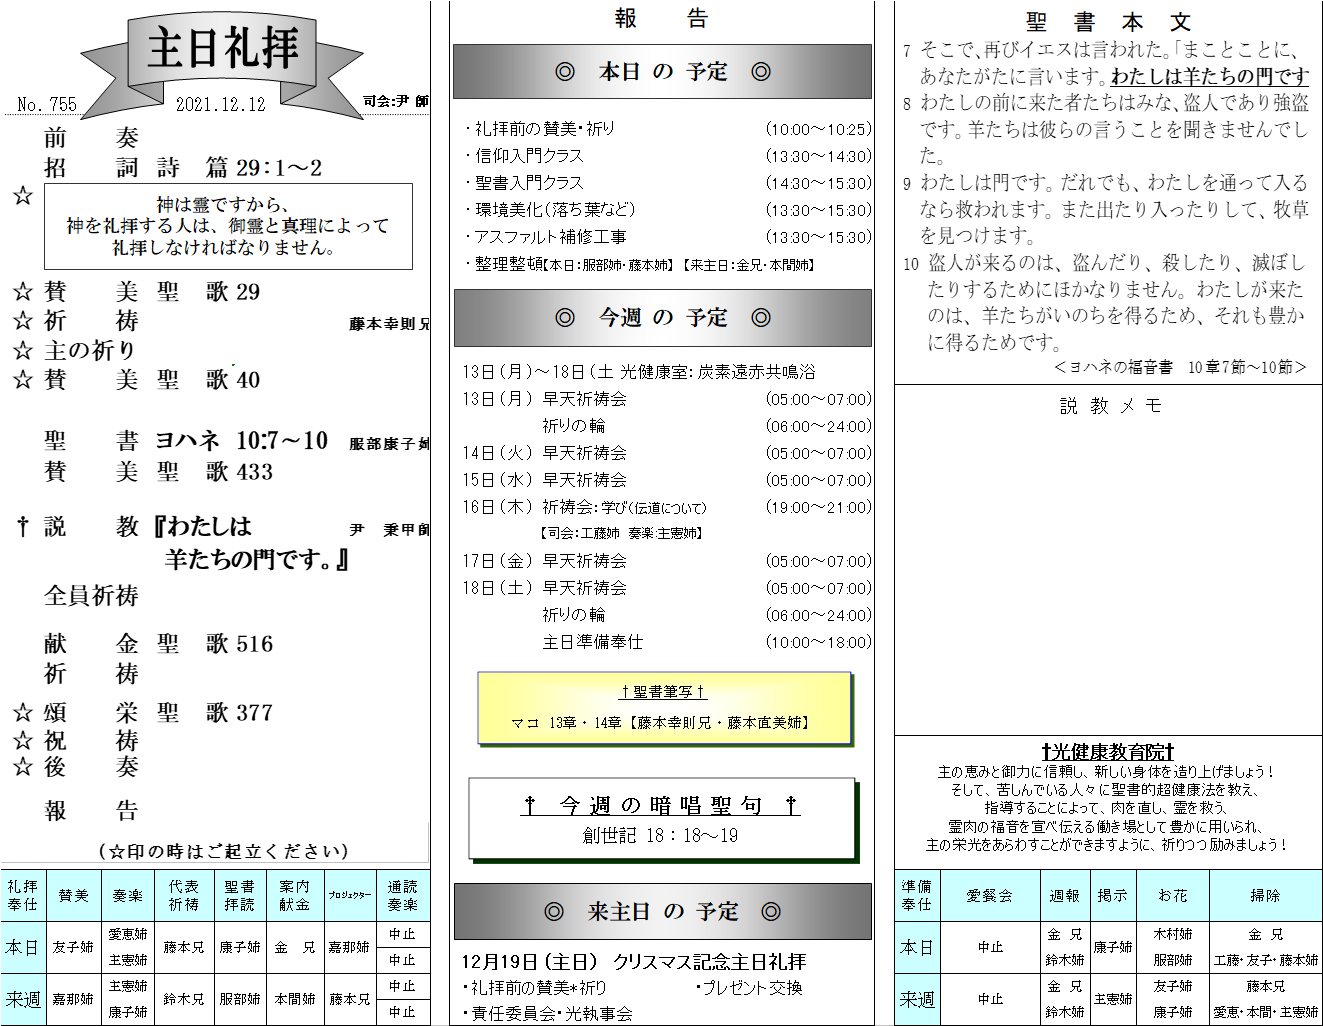 主日礼拝
No. 755
2021.12.12
司会:尹 師
前 奏
招 詞 詩 篇 29:1～2
☆
神は霊ですから、
神を礼拝する人は、御霊と真理によって
礼拝しなければなりません。
☆ 賛 美 聖 歌 29
☆ 祈 祷 藤本幸則兄
☆ 主の祈り
☆ 賛 美 聖 歌 40
聖 書 ヨハネ 10:7～10 服部康子姉
賛 美 聖 歌 433
† 説 教 『わたしは 尹 秉甲師
羊たちの門です。』
全員祈祷
献 金 聖 歌 516
祈 祷
☆ 頌 栄 聖 歌 377
☆ 祝 祷
☆ 後 奏
報 告
(☆印の時はご起立ください)
礼拝奉仕 賛美 奏楽 代表祈祷 聖書拝読 案内献金 プロジェクター 通読奏楽
本日 友子姉 愛恵姉 主憲姉 藤本兄 康子姉 金 兄 嘉那姉 中止 中止
来週 嘉那姉 主憲姉 康子姉 鈴木兄 服部姉 本間姉 藤本兄 中止 中止
報 告
◎ 本日 の 予定 ◎
・礼拝前の賛美・祈り (10:00～10:25)
・信仰入門クラス (13:30～14:30)
・聖書入門クラス (14:30～15:30)
・環境美化(落ち葉など) (13:30～15:30)
・アスファルト補修工事 (13:30～15:30)
・整理整頓【本日:服部姉・藤本姉】 【来主日:金兄・本間姉】
◎ 今週 の 予定 ◎
13日(月)～18日(土 光健康室:炭素遠赤共鳴浴
13日(月) 早天祈祷会 (05:00～07:00)
祈りの輪 (06:00～24:00)
14日(火) 早天祈祷会 (05:00～07:00)
15日(水) 早天祈祷会 (05:00～07:00)
16日(木) 祈祷会:学び(伝道について) (19:00～21:00)
【司会:工藤姉 奏楽:主憲姉】
17日(金) 早天祈祷会 (05:00～07:00)
18日(土) 早天祈祷会 (05:00～07:00)
祈りの輪 (06:00～24:00)
主日準備奉仕 (10:00～18:00)
†聖書筆写†
マコ 13章・14章【藤本幸則兄・藤本直美姉】
† 今週の暗唱聖句 †
創世記 18:18～19
◎ 来主日 の 予定 ◎
12月19日(主日) クリスマス記念主日礼拝
・礼拝前の賛美*祈り ・プレゼント交換
・責任委員会・光執事会
聖 書 本 文
7 そこで、再びイエスは言われた。「まことことに、
あなたがたに言います。わたしは羊たちの門です
8 わたしの前に来た者たちはみな、盗人であり強盗
です。羊たちは彼らの言うことを聞きませんでし
た。
9 わたしは門です。だれでも、わたしを通って入る
なら救われます。また出たり入ったりして、牧草
を見つけます。
10 盗人が来るのは、盗んだり、殺したり、滅ぼし
たりするためにほかなりません。わたしが来た
のは、羊たちがいのちを得るため、それも豊か
に得るためです。
＜ヨハネの福音書 10章7節～10節＞
説 教 メ モ
†光健康教育院†
主の恵みと御力に信頼し、新しい身体を造り上げましょう!
そして、苦しんでいる人々に聖書的超健康法を教え、
指導することによって、肉を直し、霊を救う、
霊肉の福音を宣べ伝える働き場として豊かに用いられ、
主の栄光をあらわすことができますように、祈りつつ励みましょう!
準備奉仕 愛餐会 週報 掲示 お花 掃除
本日 中止 金 兄 鈴木姉 康子姉 木村姉 服部姉 金 兄 工藤・友子・藤本姉
来週 中止 金 兄 鈴木姉 主憲姉 友子姉 康子姉 藤本兄 愛恵・本間・主憲姉